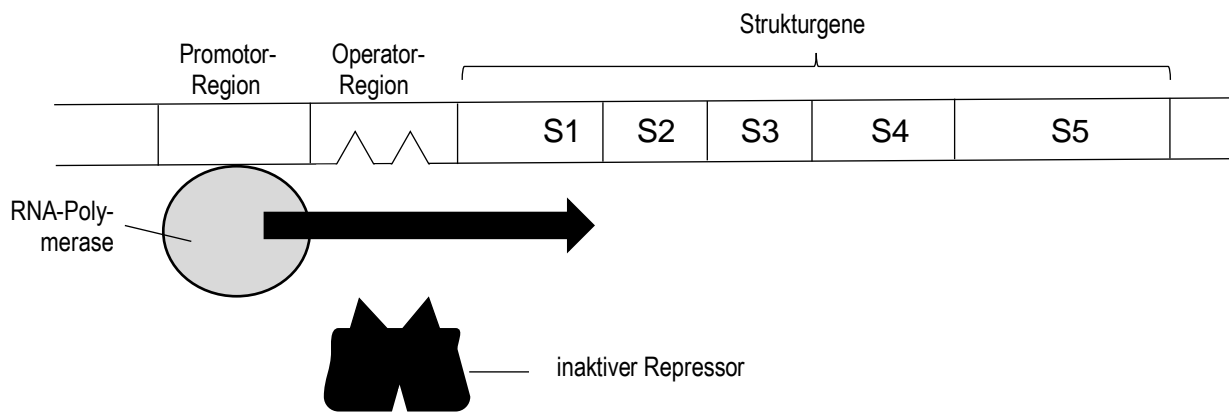 Strukturgene
Promotor-
Region
Operator-
Region
S1 S2 S3 S4 S5
RNA-Poly-
merase
inaktiver Repressor